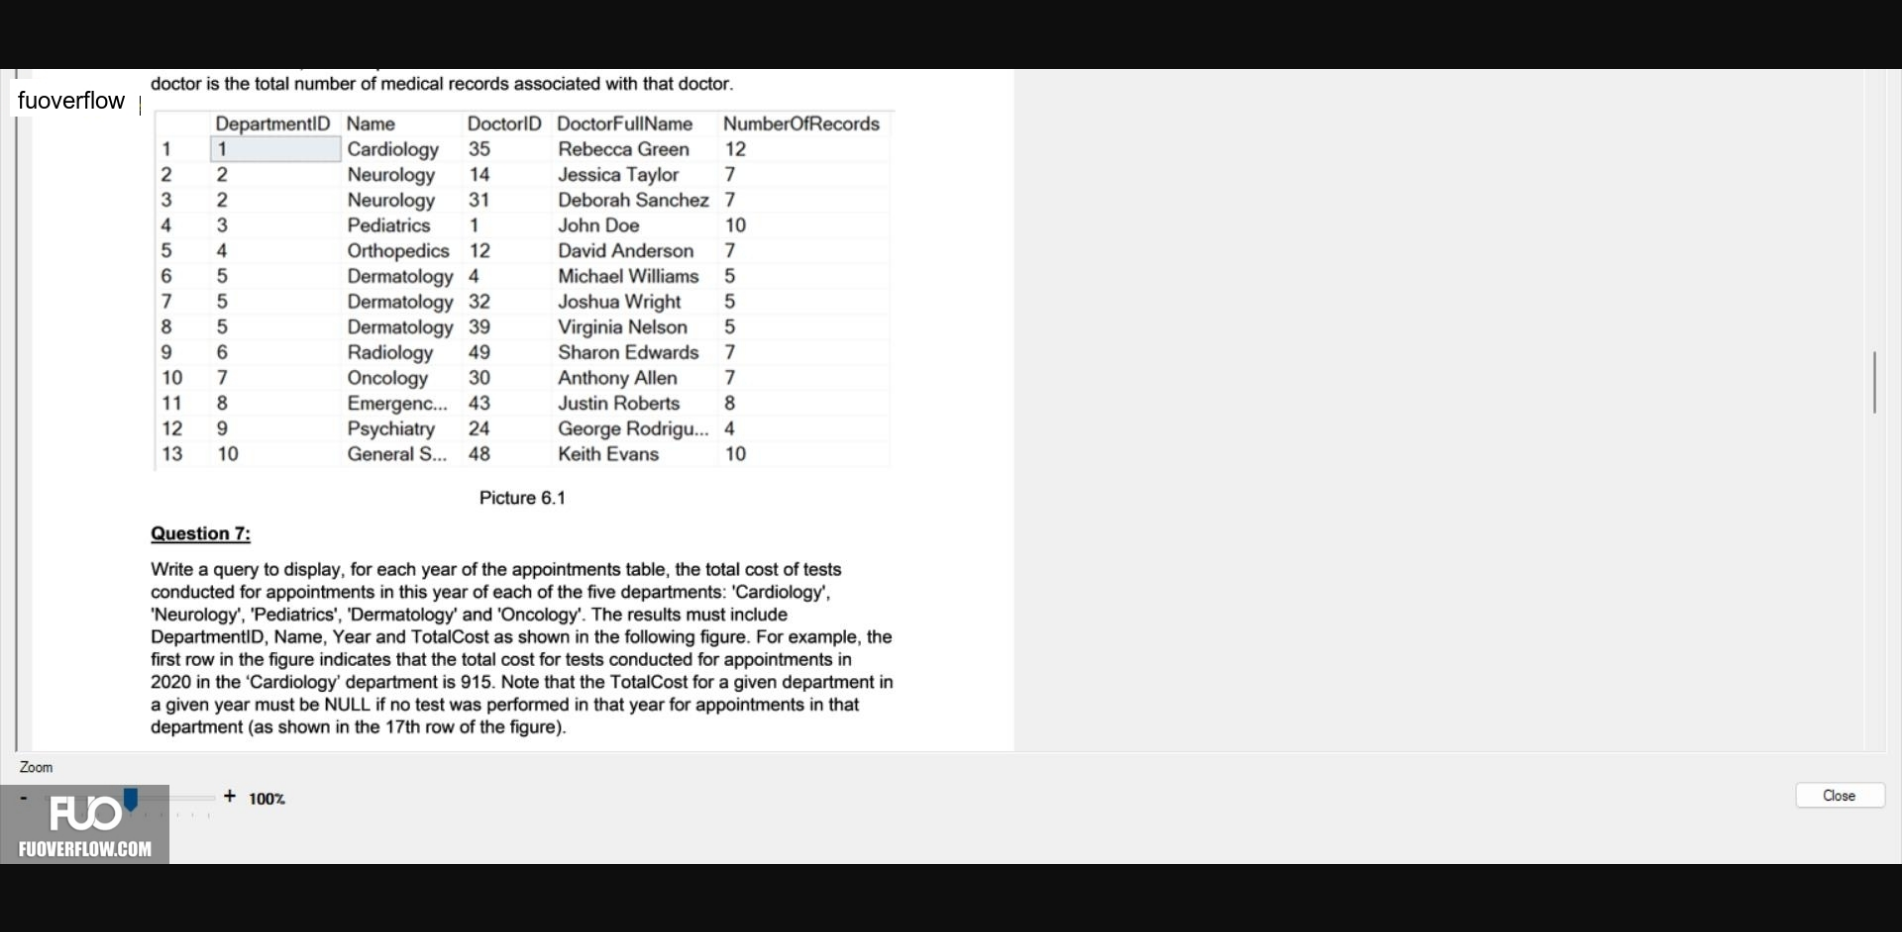 doctor is the total number of medical records associated with that doctor.
fuoverflow
DepartmentID Name DoctorID DoctorFullName NumberOfRecords
1 1 Cardiology 35 Rebecca Green 12
2 2 Neurology 14 Jessica Taylor 7
3 2 Neurology 31 Deborah Sanchez 7
4 3 Pediatrics 1 John Doe 10
5 4 Orthopedics 12 David Anderson 7
6 5 Dermatology 4 Michael Williams 5
7 5 Dermatology 32 Joshua Wright 5
8 5 Dermatology 39 Virginia Nelson 5
9 6 Radiology 49 Sharon Edwards 7
10 7 Oncology 30 Anthony Allen 7
11 8 Emergenc... 43 Justin Roberts 8
12 9 Psychiatry 24 George Rodrigu... 4
13 10 General S... 48 Keith Evans 10
Picture 6.1
Question 7:
Write a query to display, for each year of the appointments table, the total cost of tests
conducted for appointments in this year of each of the five departments: 'Cardiology',
'Neurology', 'Pediatrics', 'Dermatology' and 'Oncology'. The results must include
DepartmentID, Name, Year and TotalCost as shown in the following figure. For example, the
first row in the figure indicates that the total cost for tests conducted for appointments in
2020 in the ‘Cardiology’ department is 915. Note that the TotalCost for a given department in
a given year must be NULL if no test was performed in that year for appointments in that
department (as shown in the 17th row of the figure).
Zoom
- + 100%
Close
FUO
FUOVERFLOW.COM